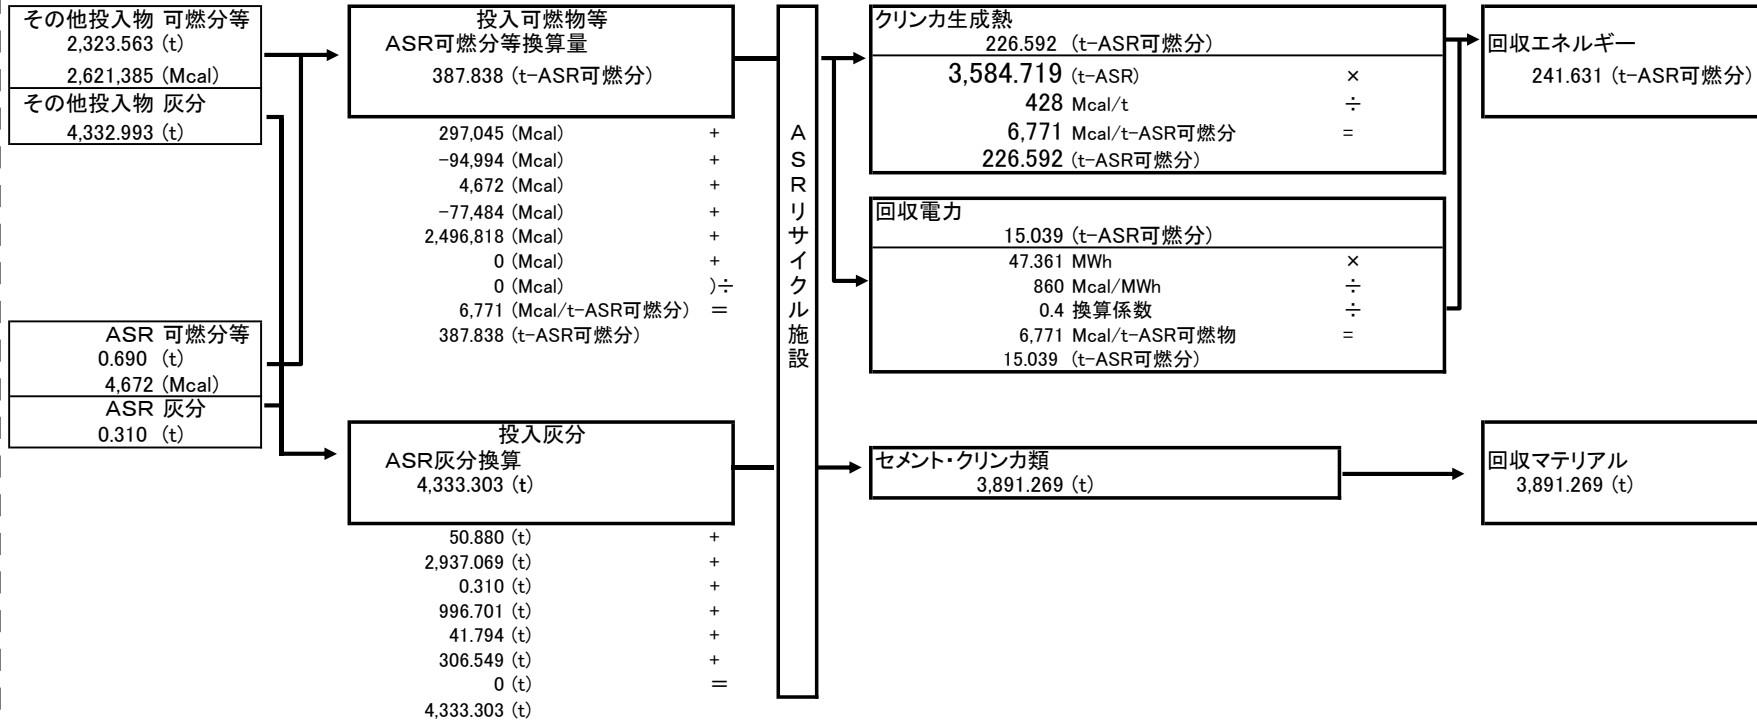 その他投入物 可燃分等
2,323.563 (t)
2,621,385 (Mcal)
その他投入物 灰分
4,332.993 (t)
ASR 可燃分等
0.690 (t)
4,672 (Mcal)
ASR 灰分
0.310 (t)
投入可燃物等
ASR可燃分等換算量
387.838 (t-ASR可燃分)
297,045 (Mcal) +
-94,994 (Mcal) +
4,672 (Mcal) +
-77,484 (Mcal) +
2,496,818 (Mcal) +
0 (Mcal) +
0 (Mcal) )÷
6,771 (Mcal/t-ASR可燃分) =
387.838 (t-ASR可燃分)
投入灰分
ASR灰分換算
4,333.303 (t)
50.880 (t) +
2,937.069 (t) +
0.310 (t) +
996.701 (t) +
41.794 (t) +
306.549 (t) +
0 (t) =
4,333.303 (t)
ASRリサイクル施設
クリンカ生成熱
226.592 (t-ASR可燃分)
3,584.719 (t-ASR) ×
428 Mcal/t ÷
6,771 Mcal/t-ASR可燃分 =
226.592 (t-ASR可燃分)
回収電力
15.039 (t-ASR可燃分)
47.361 MWh ×
860 Mcal/MWh ÷
0.4 換算係数 ÷
6,771 Mcal/t-ASR可燃物 =
15.039 (t-ASR可燃分)
セメント・クリンカ類
3,891.269 (t)
回収エネルギー
241.631 (t-ASR可燃分)
回収マテリアル
3,891.269 (t)